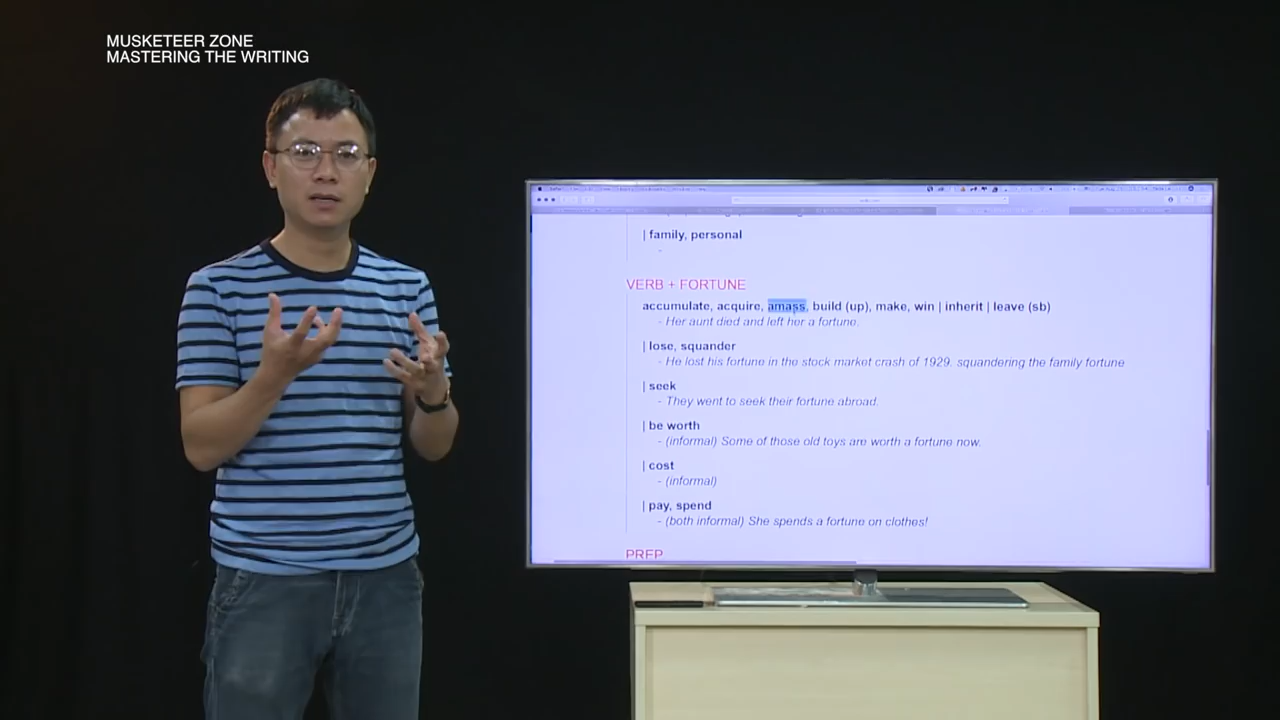 MUSKETEER ZONE
MASTERING THE WRITING
| family, personal
-
VERB + FORTUNE
accumulate, acquire, amass, build (up), make, win | inherit | leave (sb)
- Her aunt died and left her a fortune.
| lose, squander
- He lost his fortune in the stock market crash of 1929. squandering the family fortune
| seek
- They went to seek their fortune abroad.
| be worth
- (informal) Some of those old toys are worth a fortune now.
| cost
- (informal)
| pay, spend
- (both informal) She spends a fortune on clothes!
PREP